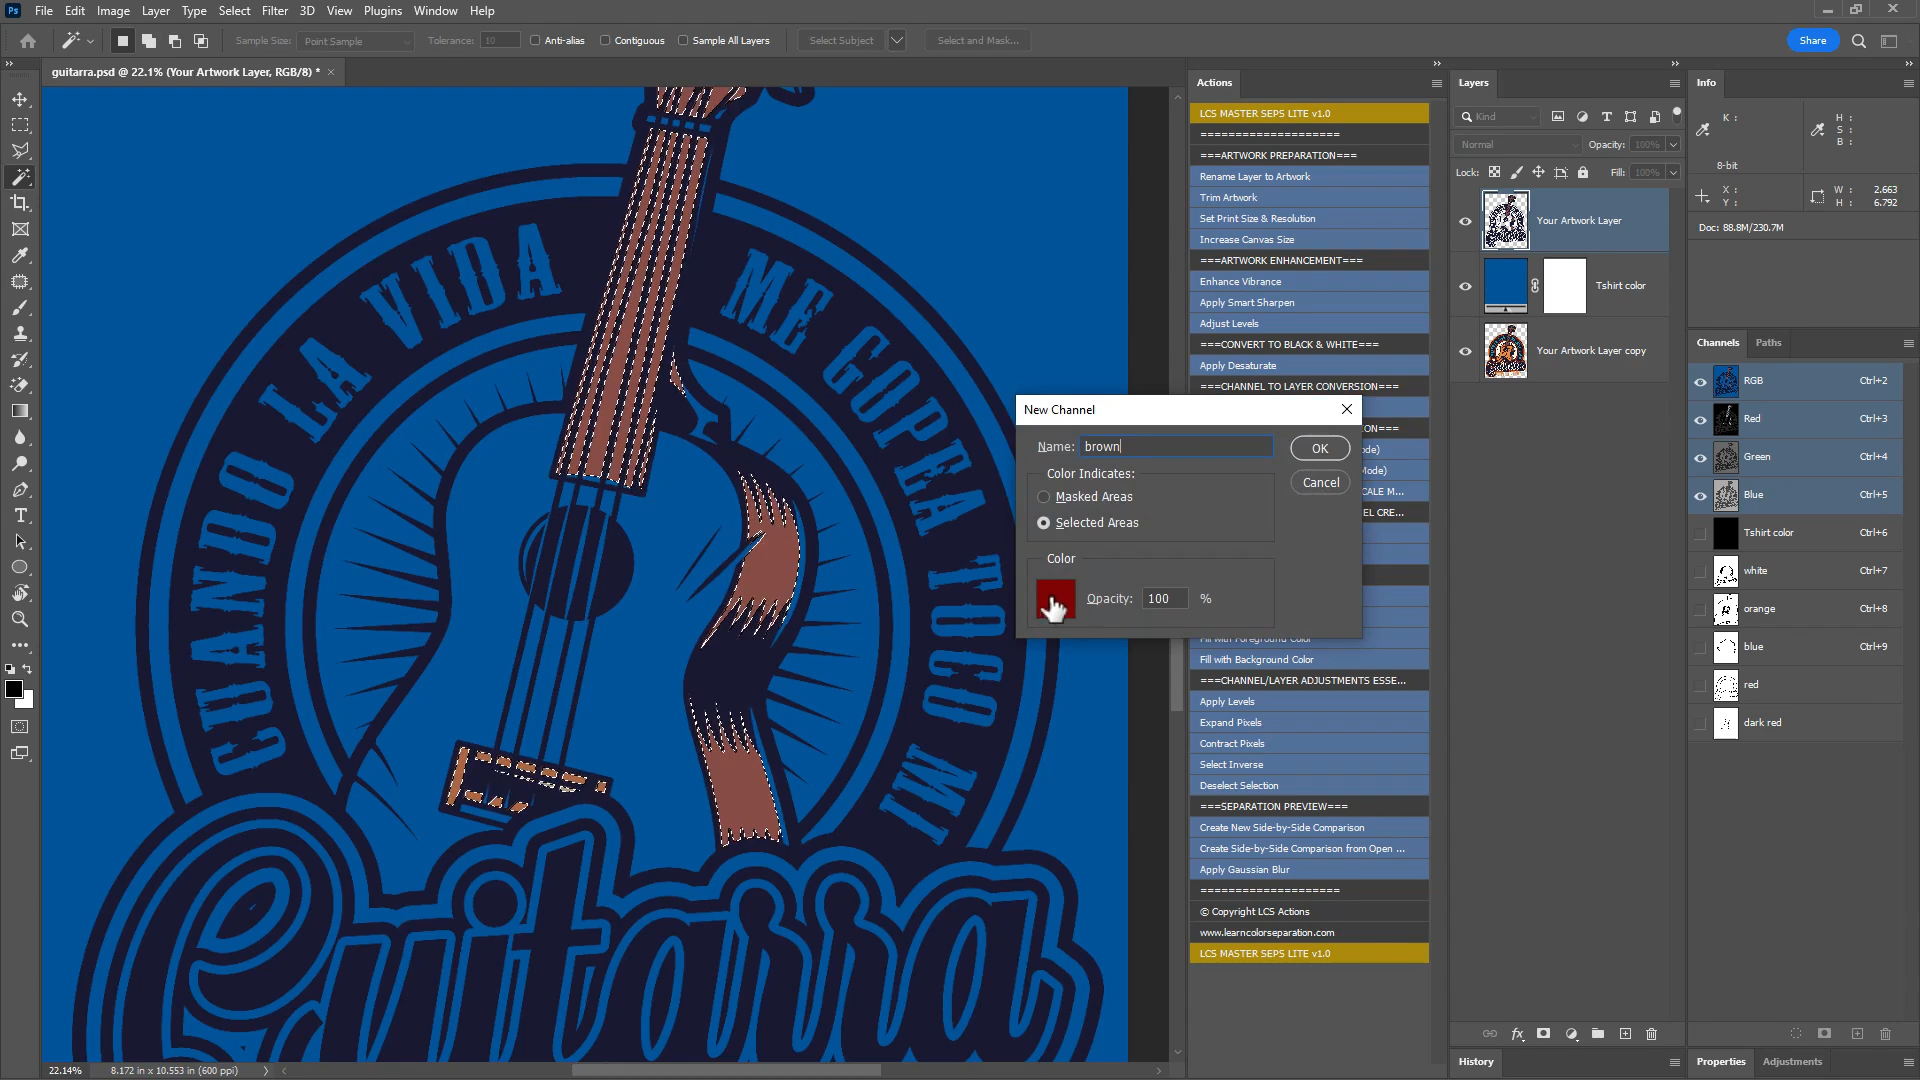 Ps File Edit Image Layer Type Select Filter 3D View Plugins Window Help
Sample Size: Point Sample Tolerance: 10 Anti-alias Contiguous Sample All Layers Select Subject Select and Mask... Share
guitarra.psd @ 22.1% (Your Artwork Layer, RGB/8) * ×
CUANDO LA VIDA
ME GOPEA TOCO MI
Guitarra
22.14% 8.172 in x 10.553 in (600 ppi)
Actions
LCS MASTER SEPS LITE v1.0
====================
===ARTWORK PREPARATION===
Rename Layer to Artwork
Trim Artwork
Set Print Size & Resolution
Increase Canvas Size
===ARTWORK ENHANCEMENT===
Enhance Vibrance
Apply Smart Sharpen
Adjust Levels
===CONVERT TO BLACK & WHITE===
Apply Desaturate
===CHANNEL TO LAYER CONVERSION===
ION===
ode)
Mode)
CALE M...
EL CRE...
Fill with Foreground Color
Fill with Background Color
===CHANNEL/LAYER ADJUSTMENTS ESSE...
Apply Levels
Expand Pixels
Contract Pixels
Select Inverse
Deselect Selection
===SEPARATION PREVIEW===
Create New Side-by-Side Comparison
Create Side-by-Side Comparison from Open ...
Apply Gaussian Blur
====================
© Copyright LCS Actions
www.learncolorseparation.com
LCS MASTER SEPS LITE v1.0
New Channel
Name: brown
OK
Color Indicates:
Cancel
Masked Areas
Selected Areas
Color
Opacity: 100 %
Layers
Kind
Normal Opacity: 100%
Lock: Fill: 100%
Your Artwork Layer
Tshirt color
Your Artwork Layer copy
fx
History
Info
K :
H :
S :
B :
8-bit
X :
Y :
W : 2.663
H : 6.792
Doc: 88.8M/230.7M
Channels Paths
RGB Ctrl+2
Red Ctrl+3
Green Ctrl+4
Blue Ctrl+5
Tshirt color Ctrl+6
white Ctrl+7
orange Ctrl+8
blue Ctrl+9
red
dark red
Properties Adjustments